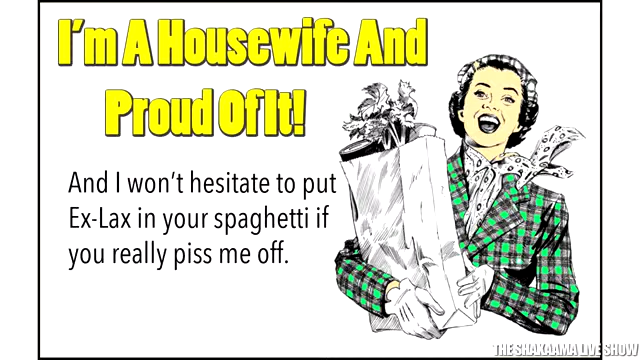 I'm A Housewife And
Proud Of It!
And I won't hesitate to put
Ex-Lax in your spaghetti if
you really piss me off.
THE SHAKAAMA LIVE SHOW